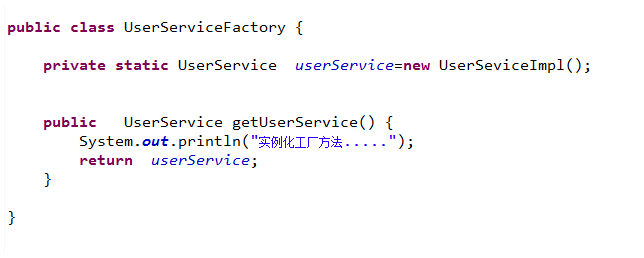 public class UserServiceFactory {
private static UserService userService=new UserSeviceImpl();
public UserService getUserService() {
System.out.println("实例化工厂方法.....");
return userService;
}
}